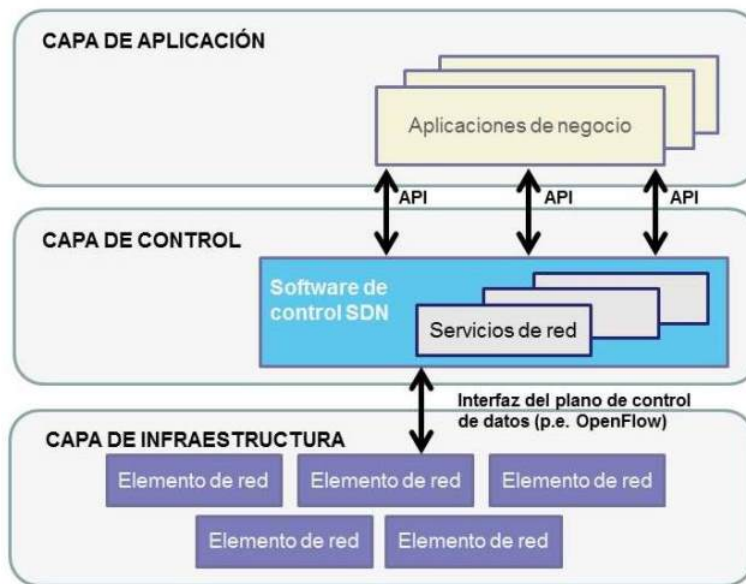 CAPA DE APLICACIÓN
Aplicaciones de negocio
API
API
API
CAPA DE CONTROL
Software de
control SDN
Servicios de red
Interfaz del plano de control
de datos (p.e. OpenFlow)
CAPA DE INFRAESTRUCTURA
Elemento de red
Elemento de red
Elemento de red
Elemento de red
Elemento de red